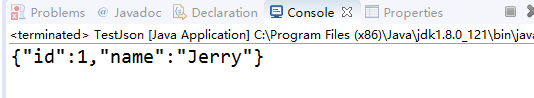 Problems @ Javadoc Declaration Console Properties
<terminated> TestJson [Java Application] C:\Program Files (x86)\Java\jdk1.8.0_121\bin\java
{"id":1,"name":"Jerry"}